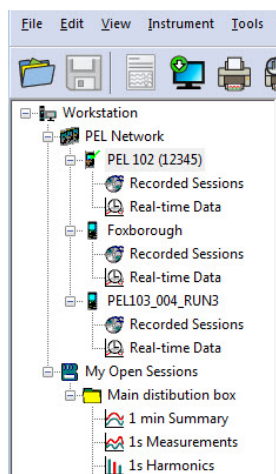 File Edit View Instrument Tools
Workstation
PEL Network
PEL 102 (12345)
Recorded Sessions
Real-time Data
Foxborough
Recorded Sessions
Real-time Data
PEL103_004_RUN3
Recorded Sessions
Real-time Data
My Open Sessions
Main distibution box
1 min Summary
1s Measurements
1s Harmonics